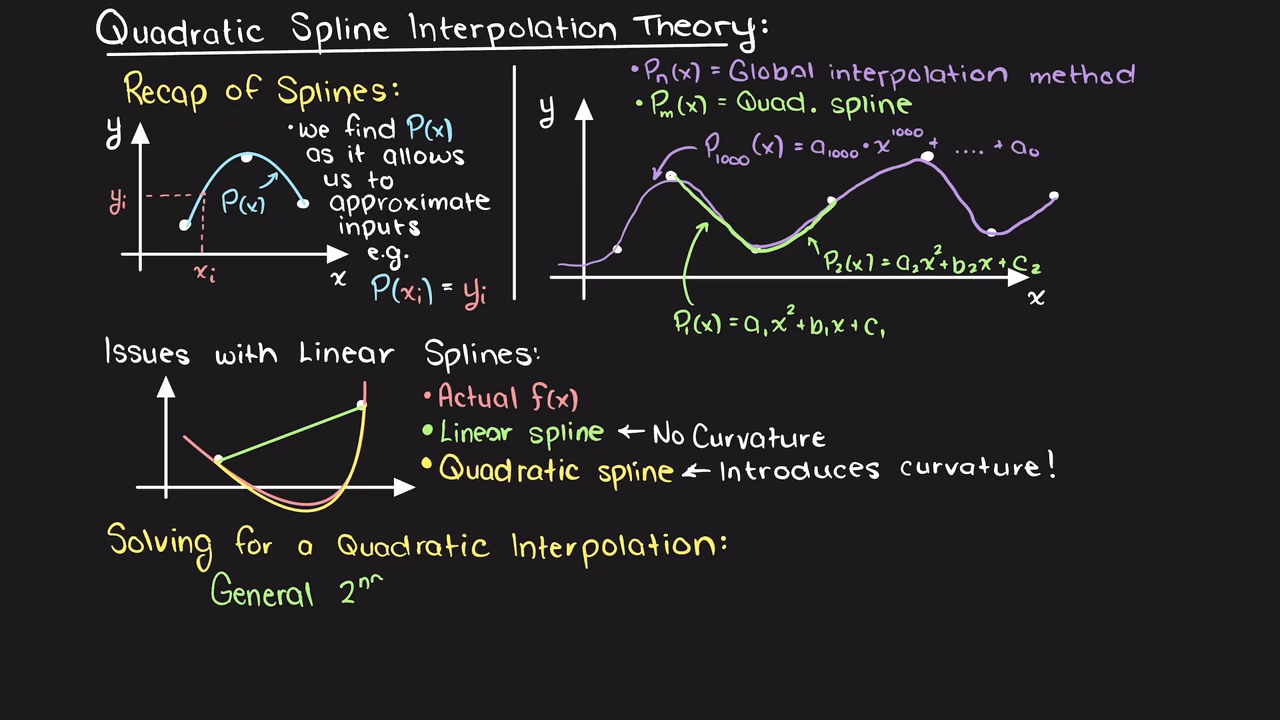 Quadratic Spline Interpolation Theory:
Recap of Splines:
y
• we find P(x)
as it allows
us to
approximate
inputs
e.g.
P(xᵢ) = yᵢ
yᵢ
P(x)
xᵢ
x
• Pₙ(x) = Global interpolation method
• Pₘ(x) = Quad. spline
y
P₁₀₀₀(x) = a₁₀₀₀·x¹⁰⁰⁰ + .... + a₀
P₂(x) = a₂x² + b₂x + c₂
x
P₁(x) = a₁x² + b₁x + c₁
Issues with Linear Splines:
• Actual f(x)
• Linear spline ← No Curvature
• Quadratic spline ← Introduces curvature!
Solving for a Quadratic Interpolation:
General 2ⁿ